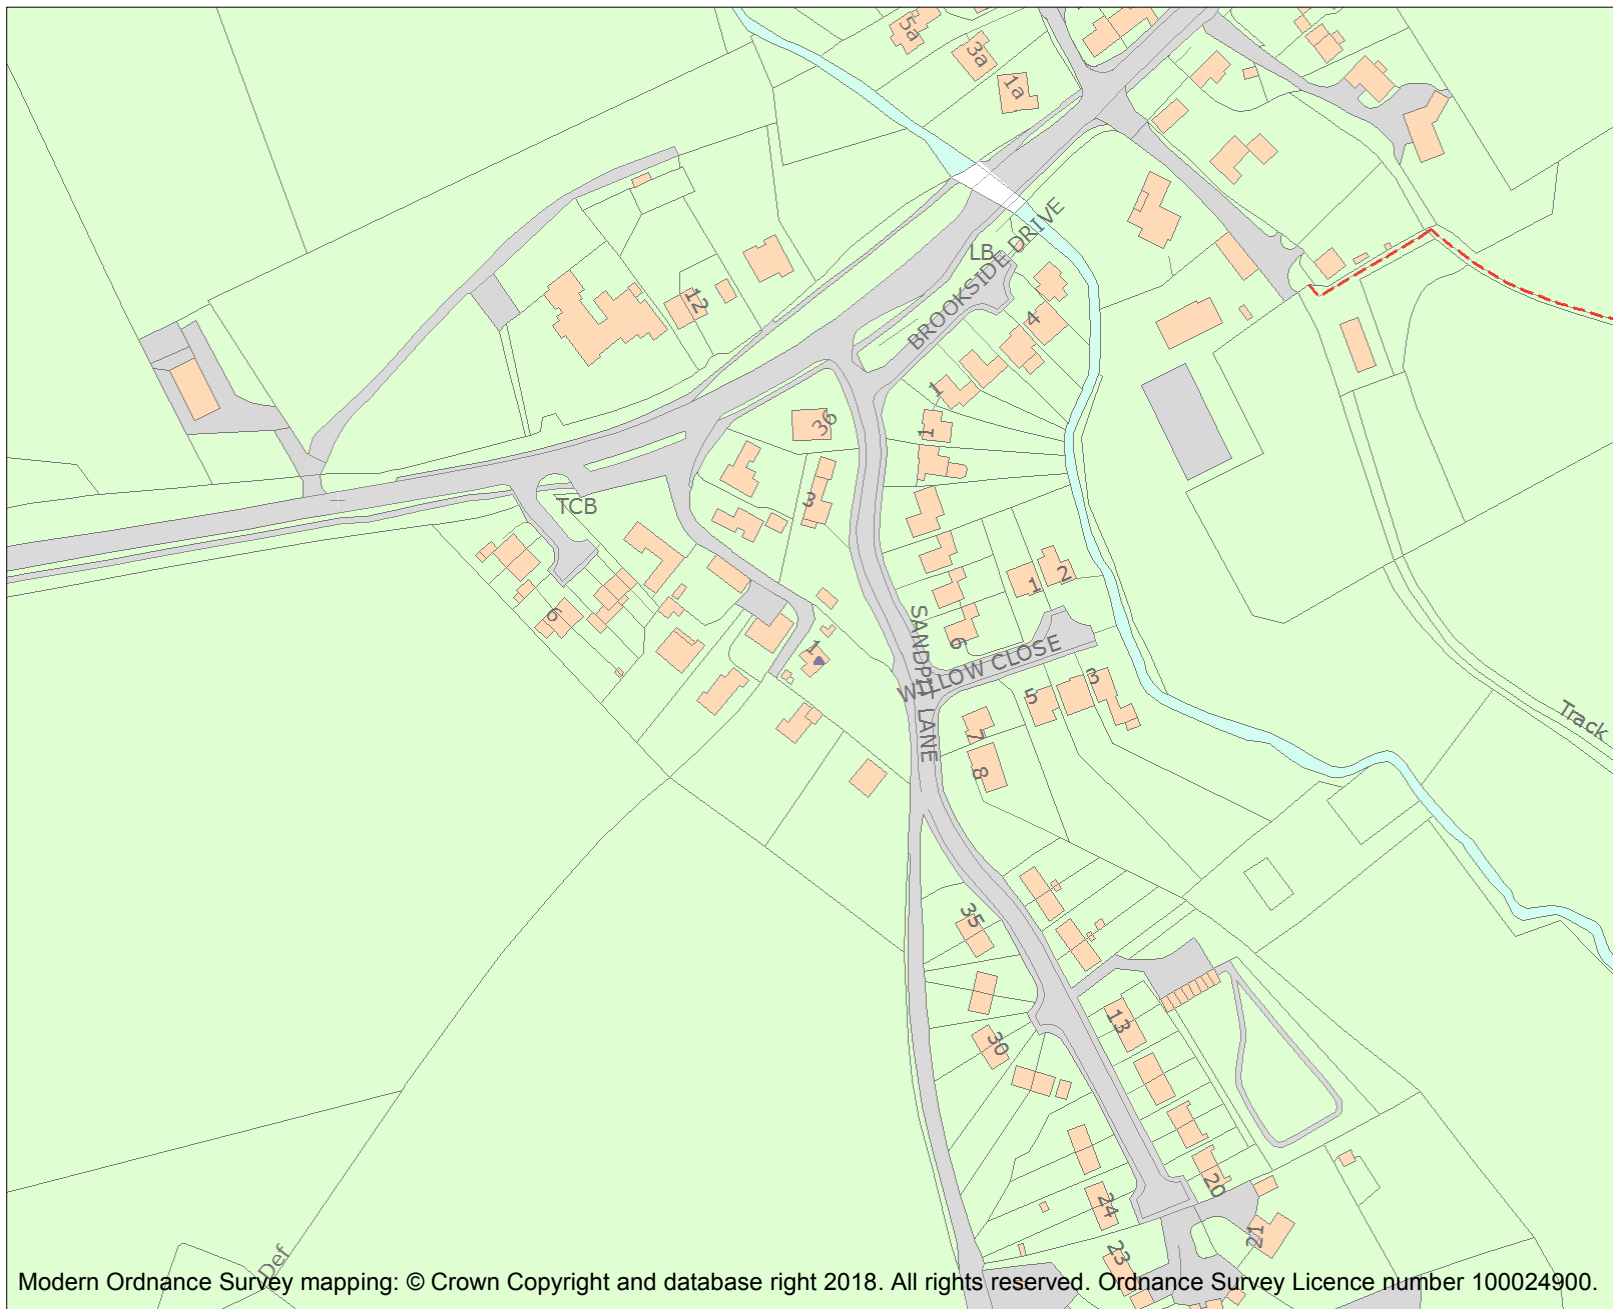 5a
3a
1a
LB
BROOKSIDE DRIVE
12
4
1
36
1
3
TCB
1
2
6
SANDPIT LANE
6
WILLOW CLOSE
1
5
3
7
8
Track
35
13
30
20
24
21
23
Def
Modern Ordnance Survey mapping: © Crown Copyright and database right 2018. All rights reserved. Ordnance Survey Licence number 100024900.